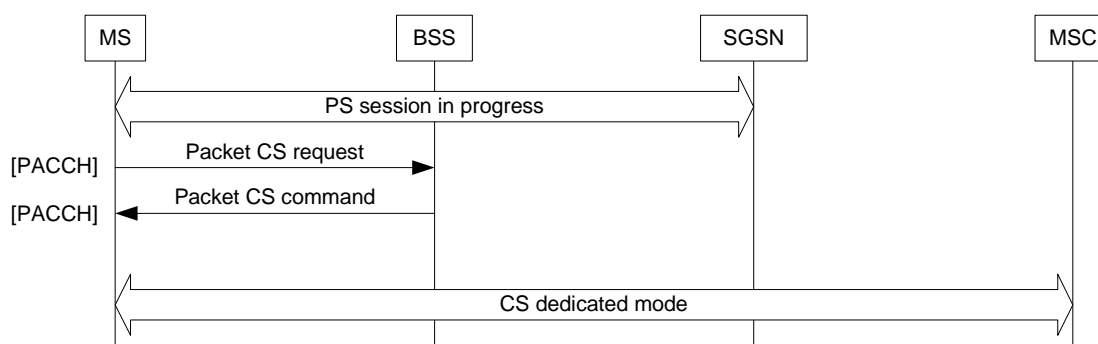 MS
BSS
SGSN
MSC
PS session in progress
[PACCH]
Packet CS request
[PACCH]
Packet CS command
CS dedicated mode